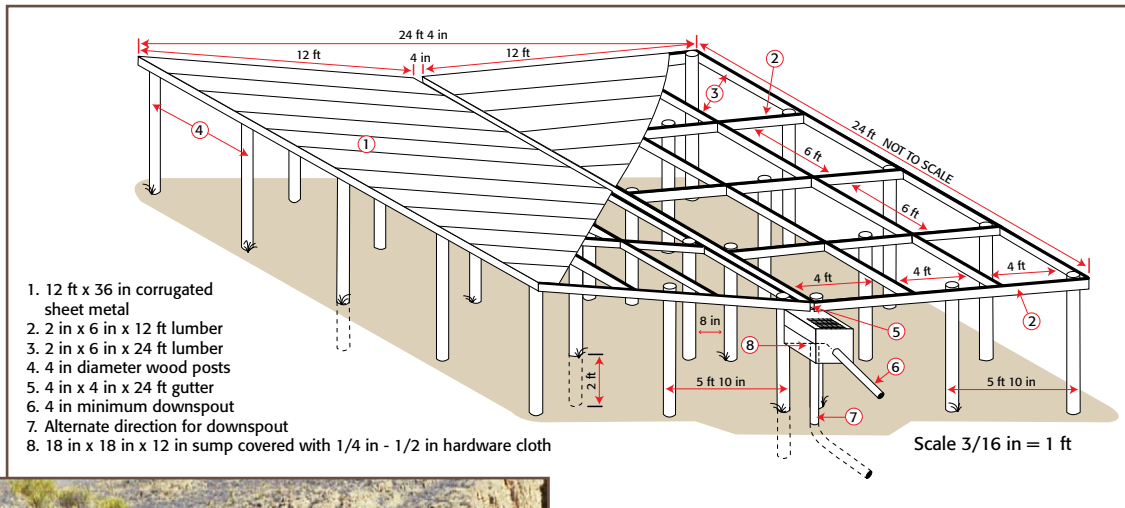 24 ft 4 in
12 ft
4 in
12 ft
2
3
4
1
24 ft NOT TO SCALE
6 ft
6 ft
4 ft
4 ft
4 ft
8 in
5
2
8
6
2 ft
5 ft 10 in
5 ft 10 in
7
1. 12 ft x 36 in corrugated
sheet metal
2. 2 in x 6 in x 12 ft lumber
3. 2 in x 6 in x 24 ft lumber
4. 4 in diameter wood posts
5. 4 in x 4 in x 24 ft gutter
6. 4 in minimum downspout
7. Alternate direction for downspout
8. 18 in x 18 in x 12 in sump covered with 1/4 in - 1/2 in hardware cloth
Scale 3/16 in = 1 ft